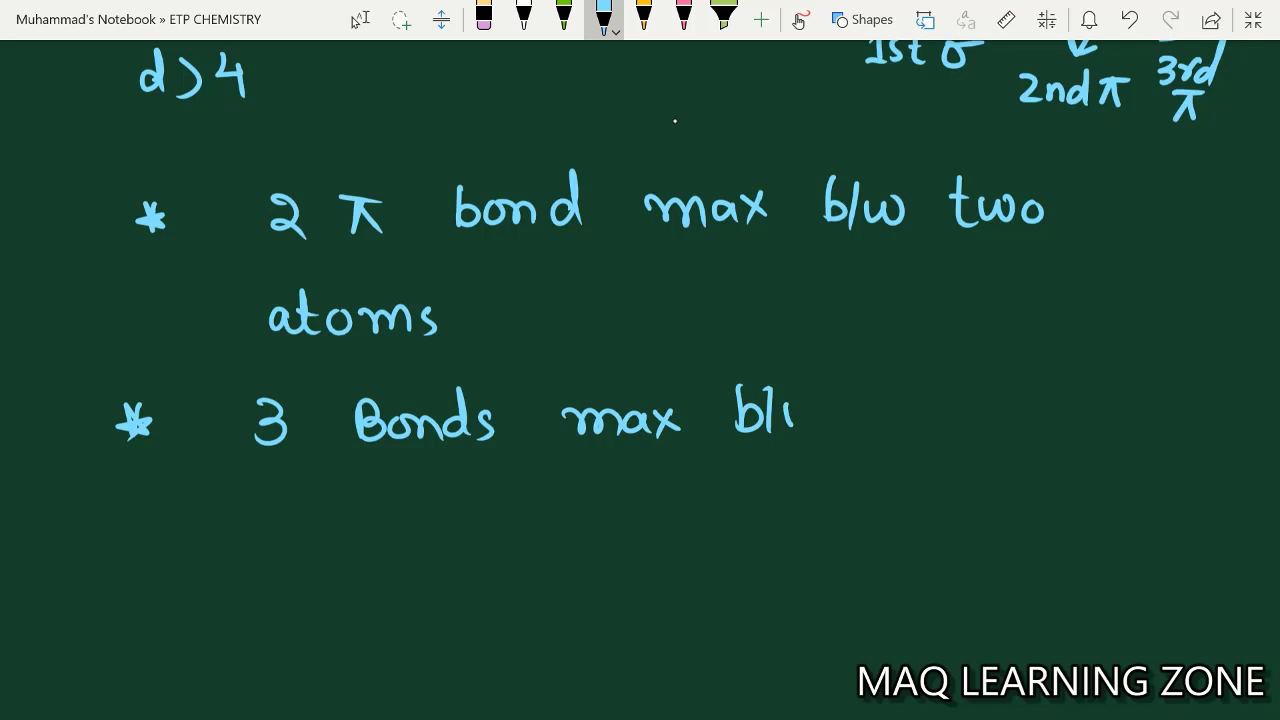 Muhammad's Notebook » ETP CHEMISTRY
Shapes
d > 4
1st σ
2nd π
3rd
π
* 2 π bond max b/w two
atoms
* 3 Bonds max b/
MAQ LEARNING ZONE